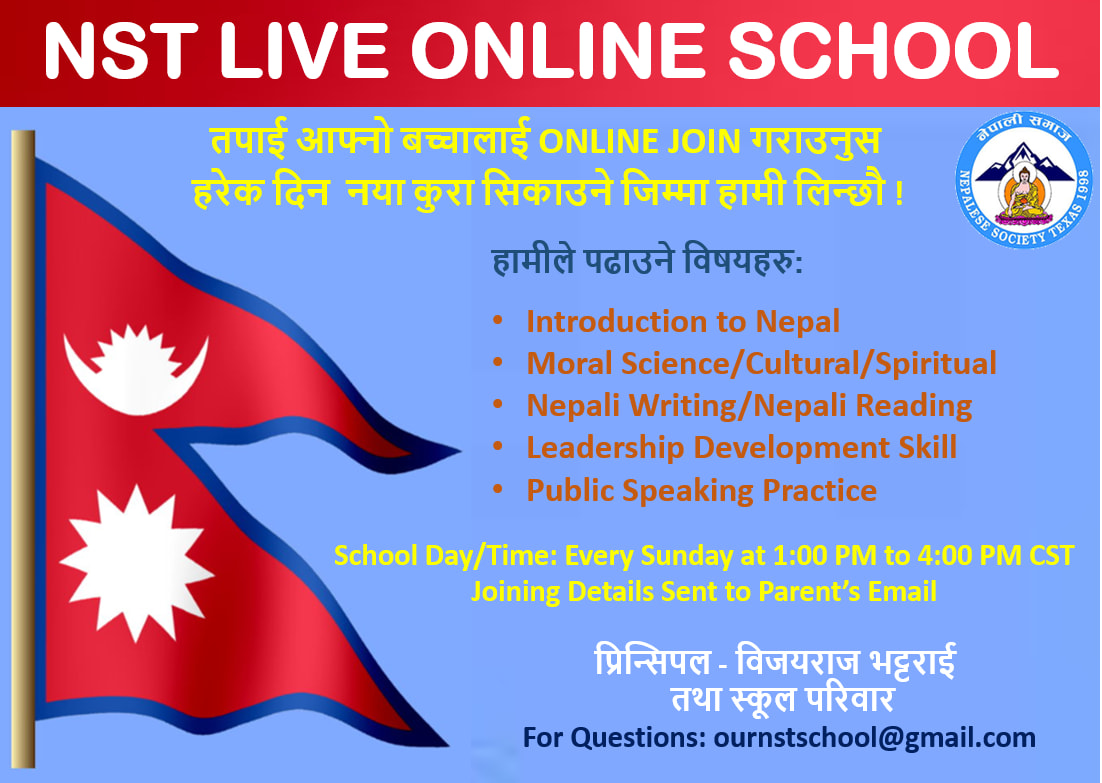 NST LIVE ONLINE SCHOOL
तपाई आफ्नो बच्चालाई ONLINE JOIN गराउनुस
हरेक दिन नया कुरा सिकाउने जिम्मा हामी लिन्छौ !
नेपाली समाज
NEPALESE SOCIETY TEXAS 1998
हामीले पढाउने विषयहरु:
• Introduction to Nepal
• Moral Science/Cultural/Spiritual
• Nepali Writing/Nepali Reading
• Leadership Development Skill
• Public Speaking Practice
School Day/Time: Every Sunday at 1:00 PM to 4:00 PM CST
Joining Details Sent to Parent’s Email
प्रिन्सिपल - विजयराज भट्टराई
तथा स्कूल परिवार
For Questions: ournstschool@gmail.com